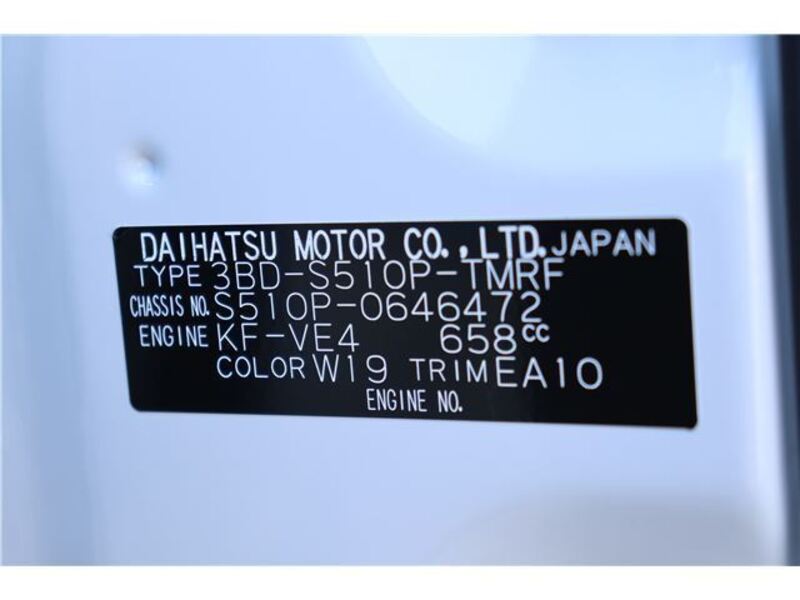 DAIHATSU MOTOR CO.,LTD. JAPAN
TYPE 3BD-S510P-TMRF
CHASSIS NO. S510P-0646472
ENGINE KF-VE4 658cc
COLOR W19 TRIM EA10
ENGINE NO.